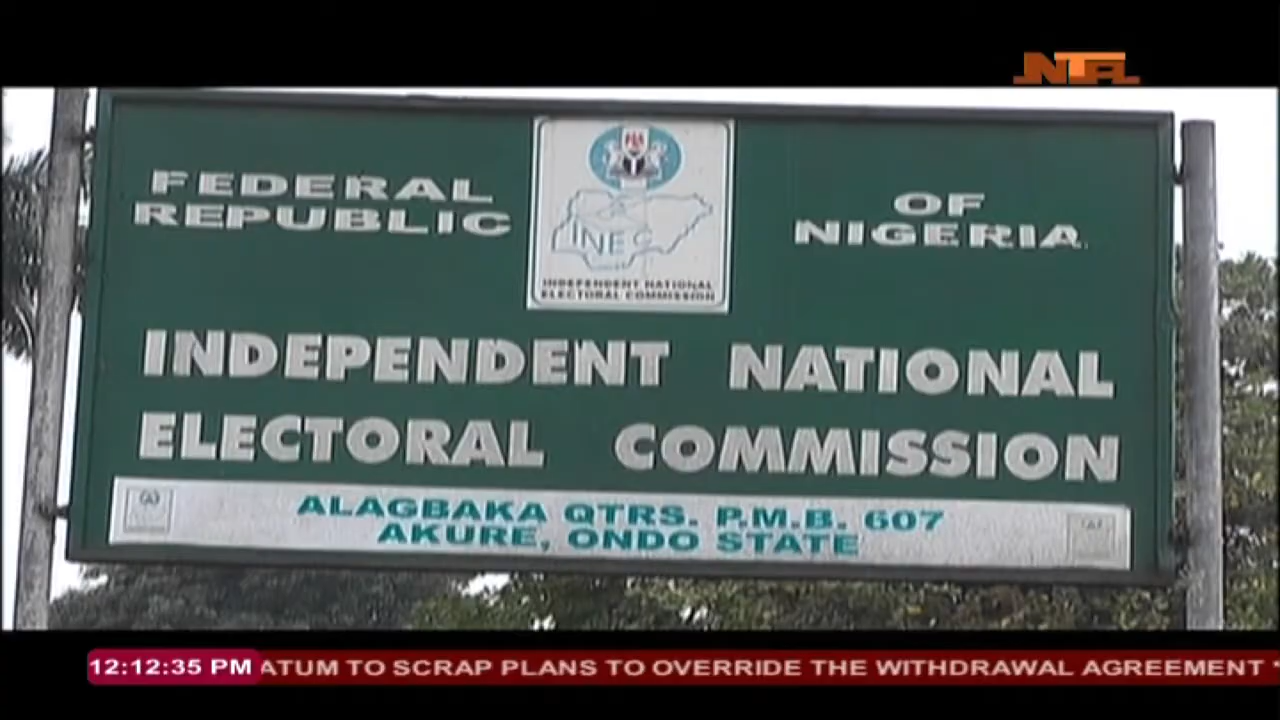 NTA
FEDERAL
REPUBLIC
OF
NIGERIA
INEC
INDEPENDENT NATIONAL
ELECTORAL COMMISSION
INDEPENDENT NATIONAL
ELECTORAL COMMISSION
ALAGBAKA QTRS. P.M.B. 607
AKURE, ONDO STATE
12:12:35 PM ATUM TO SCRAP PLANS TO OVERRIDE THE WITHDRAWAL AGREEMENT